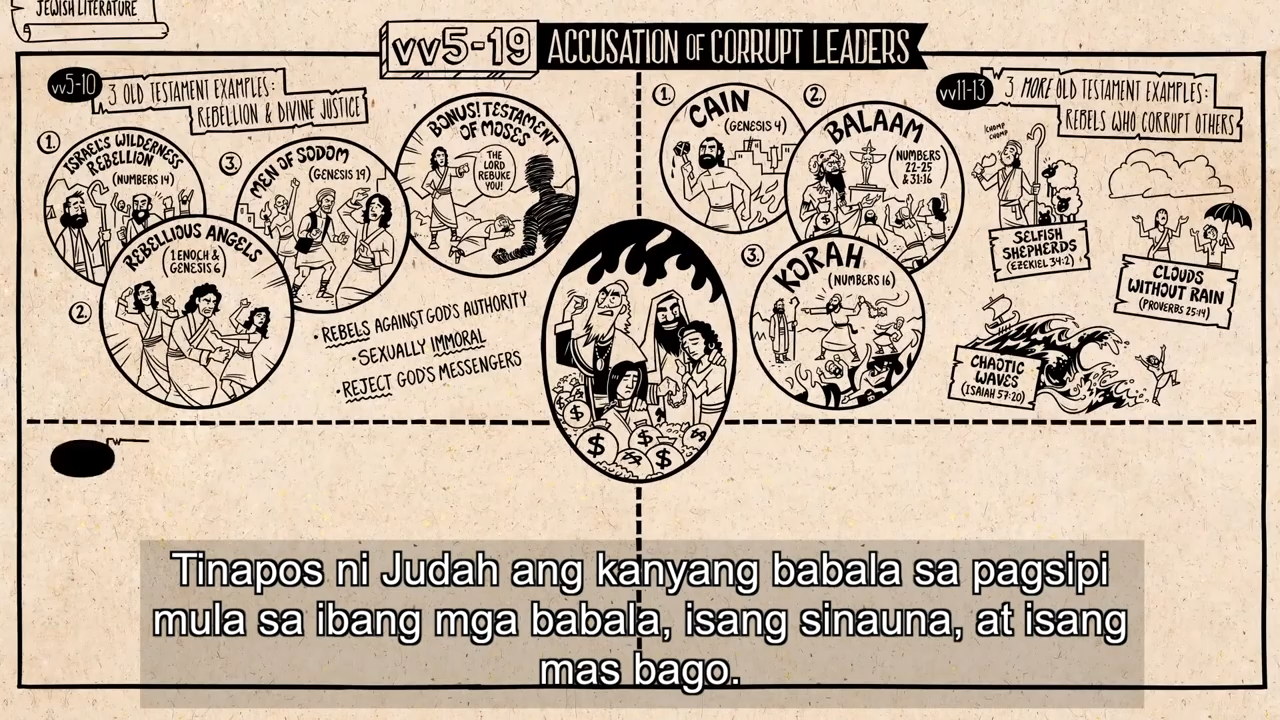 JEWISH LITERATURE
vv5-19 ACCUSATION OF CORRUPT LEADERS
vv5-10
3 OLD TESTAMENT EXAMPLES:
REBELLION & DIVINE JUSTICE
1.
ISRAEL'S WILDERNESS
REBELLION
(NUMBERS 14)
2.
REBELLIOUS ANGELS
(1 ENOCH &
GENESIS 6)
3.
MEN OF SODOM
(GENESIS 19)
BONUS! TESTAMENT
OF MOSES
THE
LORD
REBUKE
YOU!
• REBELS AGAINST GOD'S AUTHORITY
• SEXUALLY IMMORAL
• REJECT GOD'S MESSENGERS
$
$
$
$
$
$
1.
CAIN
(GENESIS 4)
2.
BALAAM
NUMBERS
22-25
& 31:16
$
3.
KORAH
(NUMBERS 16)
vv11-13
3 MORE OLD TESTAMENT EXAMPLES:
REBELS WHO CORRUPT OTHERS
CHOMP
CHOMP
SELFISH
SHEPHERDS
(EZEKIEL 34:2)
CLOUDS
WITHOUT RAIN
(PROVERBS 25:14)
CHAOTIC
WAVES
(ISAIAH 57:20)
Tinapos ni Judah ang kanyang babala sa pagsipi
mula sa ibang mga babala, isang sinauna, at isang
mas bago.